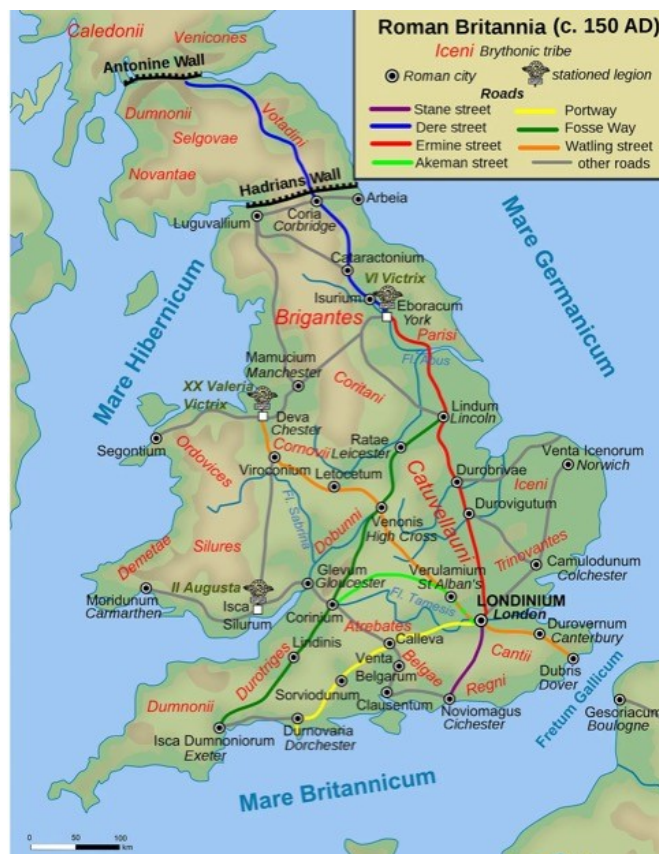 Roman Britannia (c. 150 AD)
Iceni Brythonic tribe
Roman city
stationed legion
Roads
Stane street
Dere street
Ermine street
Akeman street
Portway
Fosse Way
Watling street
other roads
Caledonii
Venicones
Antonine Wall
Dumnonii
Votadini
Selgovae
Novantae
Hadrians Wall
Arbeia
Luguvallium
Coria
Corbridge
Mare Germanicum
Mare Hibernicum
Cataractonium
VI Victrix
Isurium
Eboracum
York
Brigantes
Parisi
Fl. Abus
Mamucium
Manchester
XX Valeria
Victrix
Coritani
Deva
Chester
Lindum
Lincoln
Segontium
Ordovices
Cornovii
Ratae
Leicester
Viroconium
Letocetum
Durobrivae
Venta Icenorum
Norwich
Iceni
Catuvellauni
Durovigutum
Fl. Sabrina
Dobunni
Venonis
High Cross
Demetae
Silures
Trinovantes
Camulodunum
Colchester
II Augusta
Glevum
Gloucester
Verulamium
St Alban's
Moridunum
Carmarthen
Isca
Silurum
Corinium
Fl. Tamesis
LONDINIUM
London
Atrebates
Calleva
Durovernum
Canterbury
Lindinis
Durotriges
Venta
Belgarum
Belgae
Cantii
Regni
Dubris
Dover
Sorviodunum
Clausentum
Noviomagus
Cichester
Fretum Gallicum
Gesoriacum
Boulogne
Dumnonii
Isca Dumnoniorum
Exeter
Durnovaria
Dorchester
Mare Britannicum
0 50 100
km